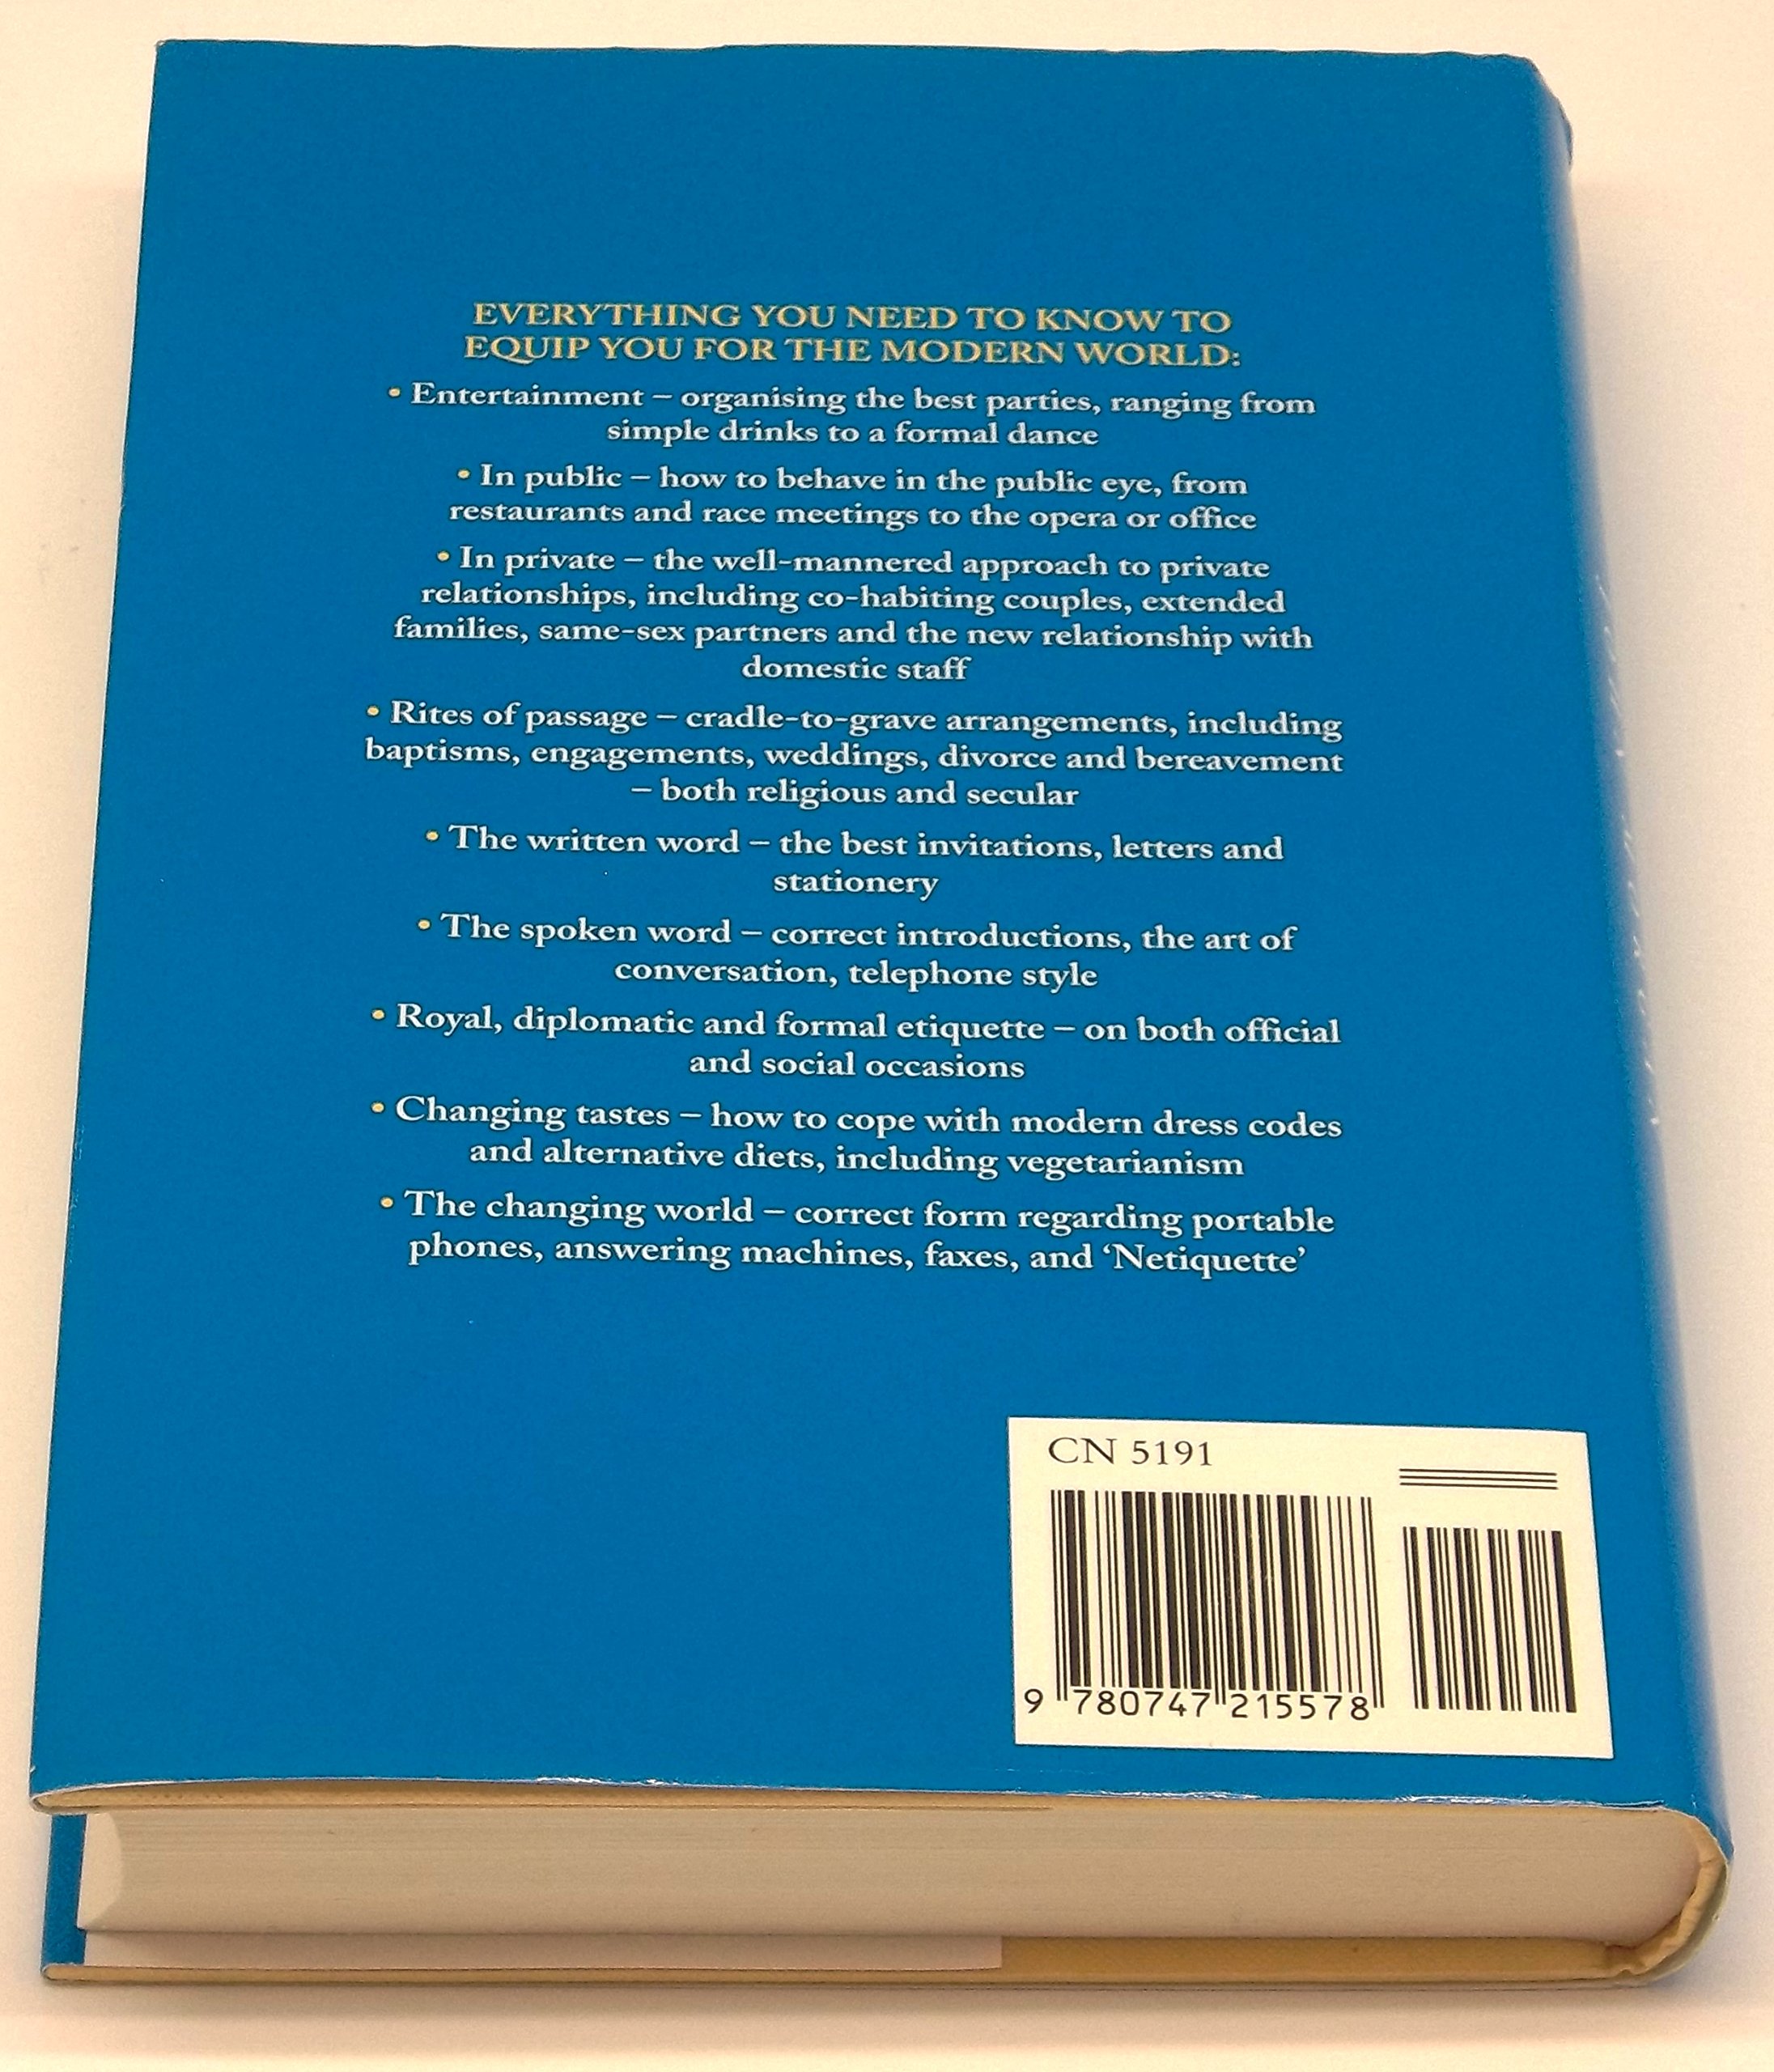 EVERYTHING YOU NEED TO KNOW TO
EQUIP YOU FOR THE MODERN WORLD:
• Entertainment – organising the best parties, ranging from
simple drinks to a formal dance
• In public – how to behave in the public eye, from
restaurants and race meetings to the opera or office
• In private – the well-mannered approach to private
relationships, including co-habiting couples, extended
families, same-sex partners and the new relationship with
domestic staff
• Rites of passage – cradle-to-grave arrangements, including
baptisms, engagements, weddings, divorce and bereavement
– both religious and secular
• The written word – the best invitations, letters and
stationery
• The spoken word – correct introductions, the art of
conversation, telephone style
• Royal, diplomatic and formal etiquette – on both official
and social occasions
• Changing tastes – how to cope with modern dress codes
and alternative diets, including vegetarianism
• The changing world – correct form regarding portable
phones, answering machines, faxes, and ‘Netiquette’
CN 5191
9 780747 215578